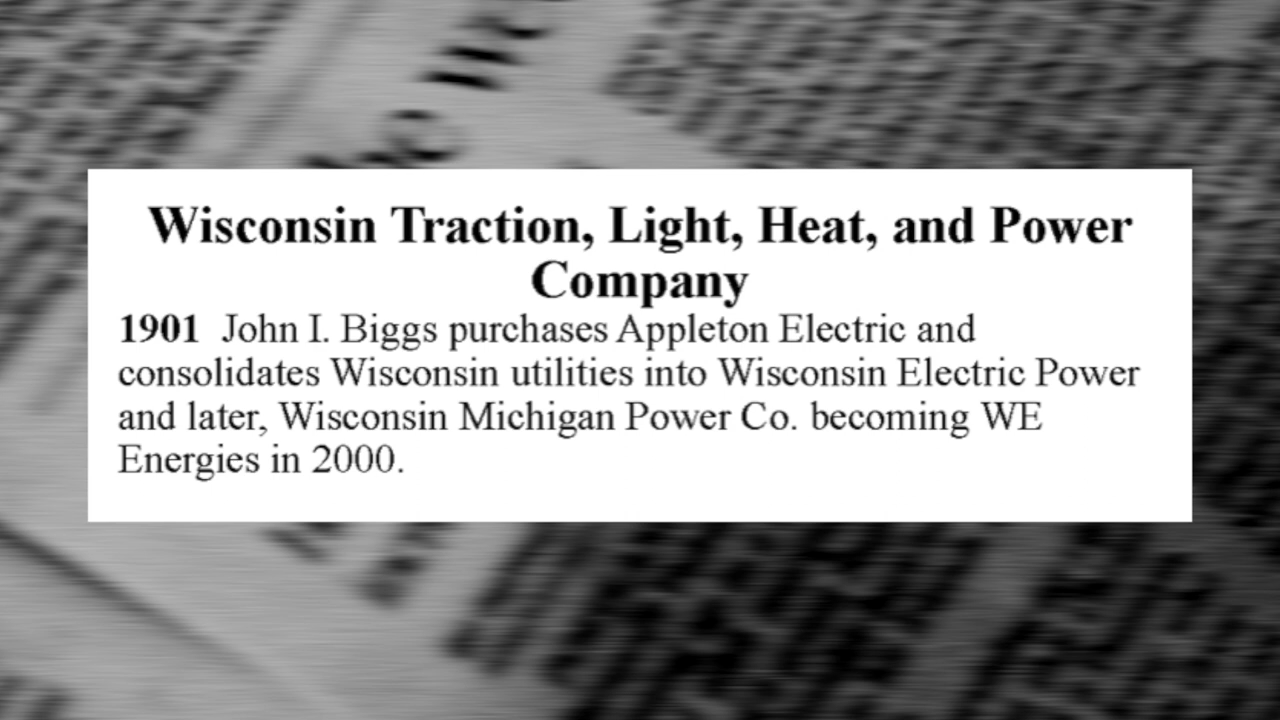 Wisconsin Traction, Light, Heat, and Power
Company
1901 John I. Biggs purchases Appleton Electric and
consolidates Wisconsin utilities into Wisconsin Electric Power
and later, Wisconsin Michigan Power Co. becoming WE
Energies in 2000.